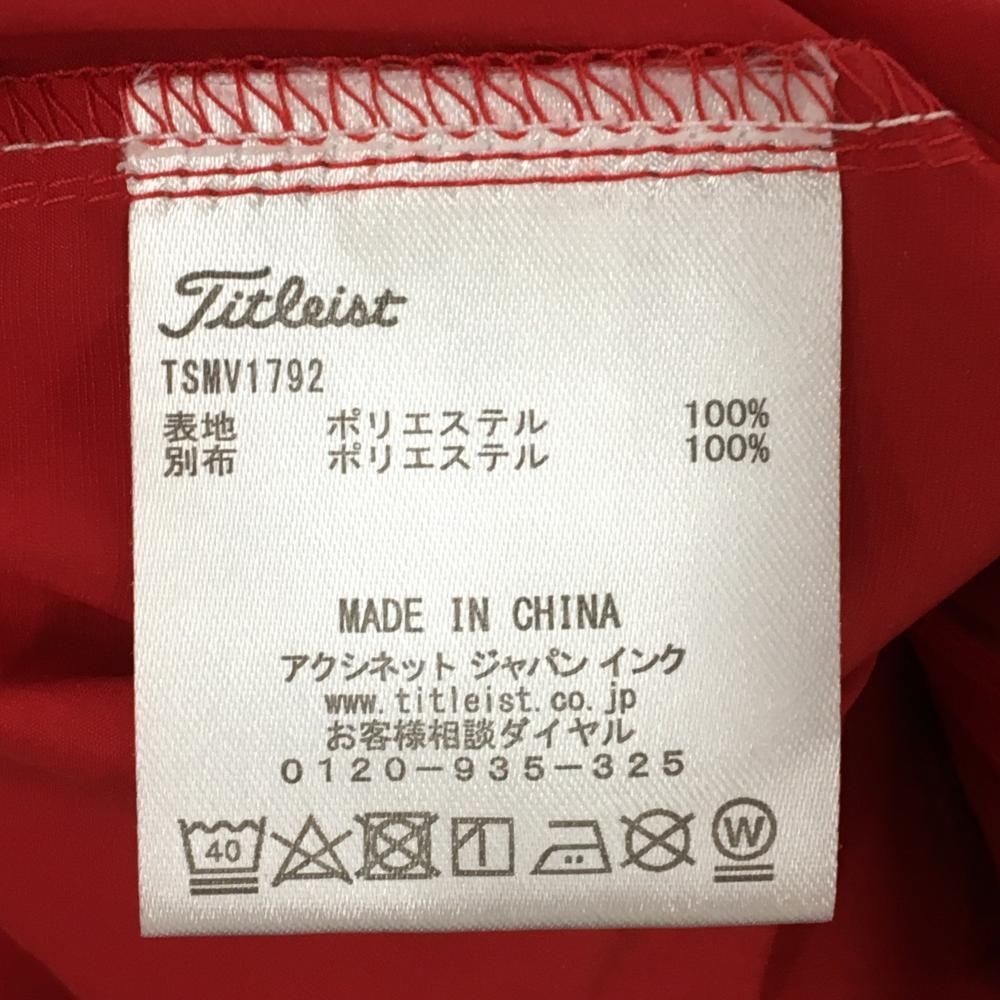 Titleist
TSMV1792
表地 ポリエステル 100%
別布 ポリエステル 100%
MADE IN CHINA
アクシネット ジャパン インク
www.titleist.co.jp
お客様相談ダイヤル
0120-935-325
40 W